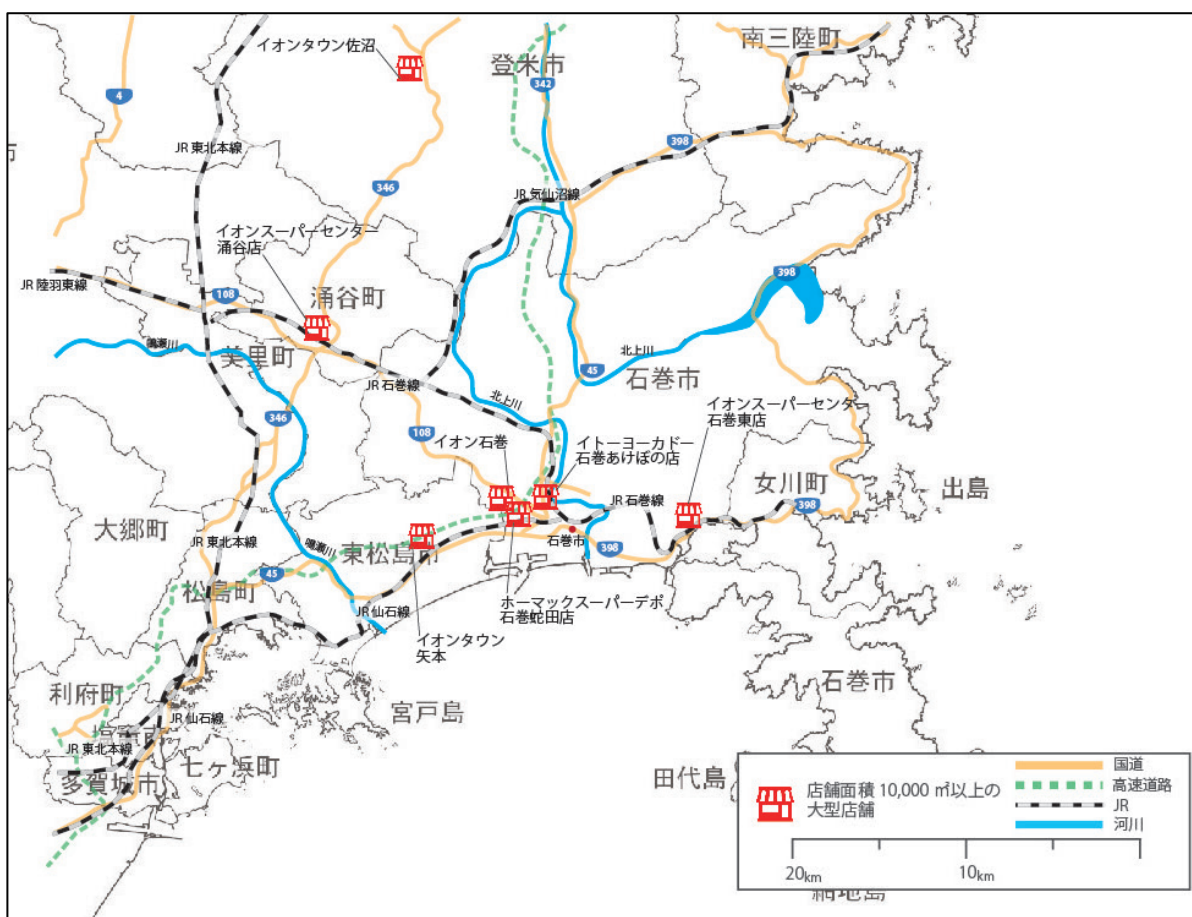 イオンタウン佐沼
登米市
南三陸町
4
342
398
JR 東北本線
346
JR 気仙沼線
イオンスーパーセンター
涌谷店
JR 陸羽東線
108
涌谷町
398
鳴瀬川
美里町
北上川
45
石巻市
JR 石巻線
北上川
イオンスーパーセンター
石巻東店
346
108
イオン石巻
イトーヨーカドー
石巻あけぼの店
女川町
出島
JR 石巻線
398
大郷町
JR 東北本線
鳴瀬川
東松島市
石巻市
398
45
松島町
ホーマックスーパーデポ
石巻蛇田店
JR 仙石線
イオンタウン
矢本
石巻市
利府町
宮戸島
JR 仙石線
塩竈市
JR 東北本線
七ヶ浜町
多賀城市
田代島
店舗面積 10,000 ㎡以上の
大型店舗
国道
高速道路
JR
河川
20km
10km